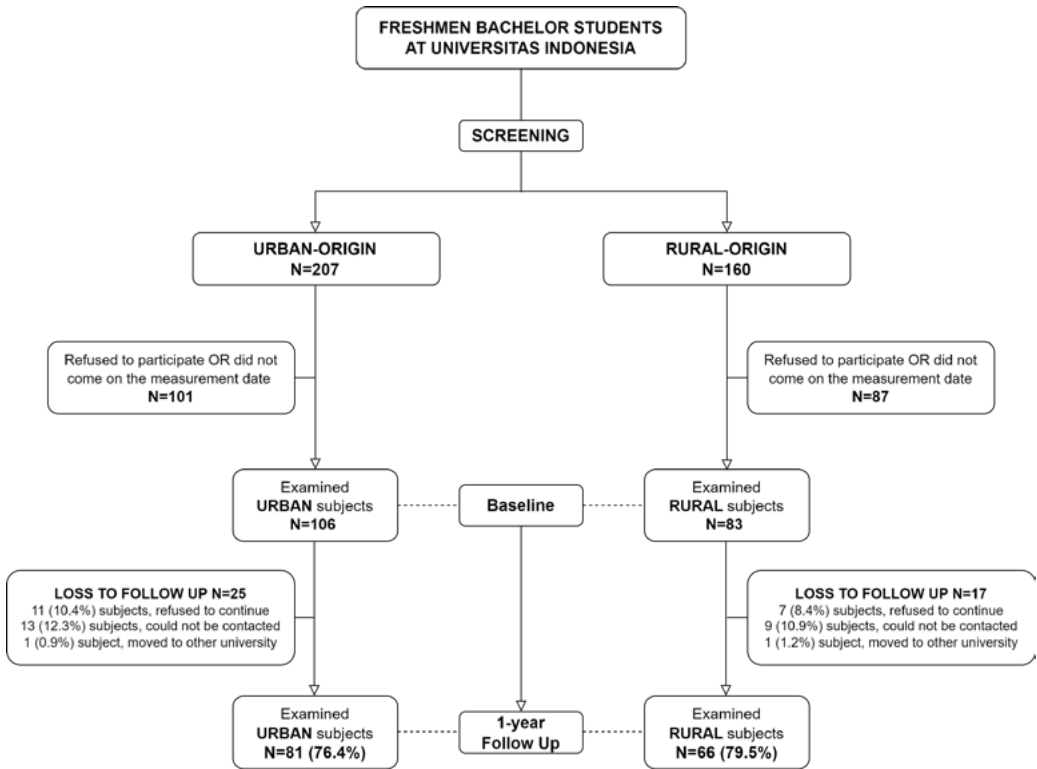 FRESHMEN BACHELOR STUDENTS
AT UNIVERSITAS INDONESIA
SCREENING
URBAN-ORIGIN
N=207
RURAL-ORIGIN
N=160
Refused to participate OR did not
come on the measurement date
N=101
Refused to participate OR did not
come on the measurement date
N=87
Examined
URBAN subjects
N=106
Baseline
Examined
RURAL subjects
N=83
LOSS TO FOLLOW UP N=25
11 (10.4%) subjects, refused to continue
13 (12.3%) subjects, could not be contacted
1 (0.9%) subject, moved to other university
LOSS TO FOLLOW UP N=17
7 (8.4%) subjects, refused to continue
9 (10.9%) subjects, could not be contacted
1 (1.2%) subject, moved to other university
Examined
URBAN subjects
N=81 (76.4%)
1-year
Follow Up
Examined
RURAL subjects
N=66 (79.5%)